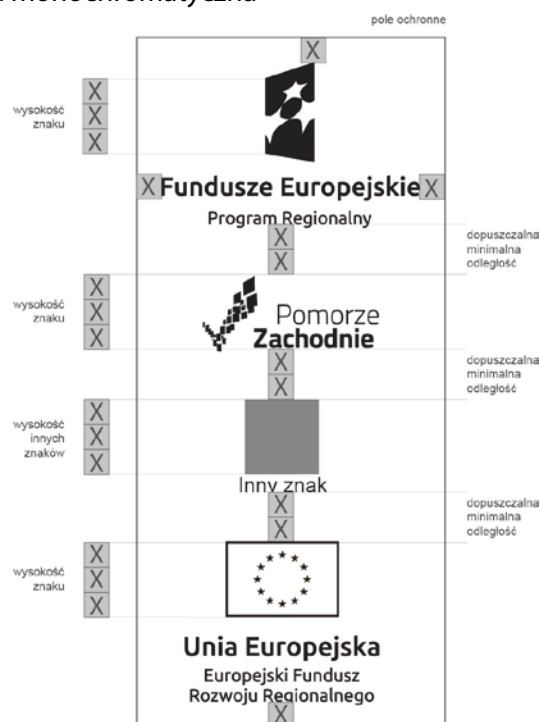 monochromatyczna
pole ochronne
X
X
X
X
wysokość
znaku
X Fundusze Europejskie X
Program Regionalny
X
X
dopuszczalna
minimalna
odległość
X
X
X
wysokość
znaku
Pomorze
Zachodnie
X
X
dopuszczalna
minimalna
odległość
X
X
X
wysokość
innych
znaków
Inny znak
X
X
dopuszczalna
minimalna
odległość
X
X
X
wysokość
znaku
Unia Europejska
Europejski Fundusz
Rozwoju Regionalnego
X